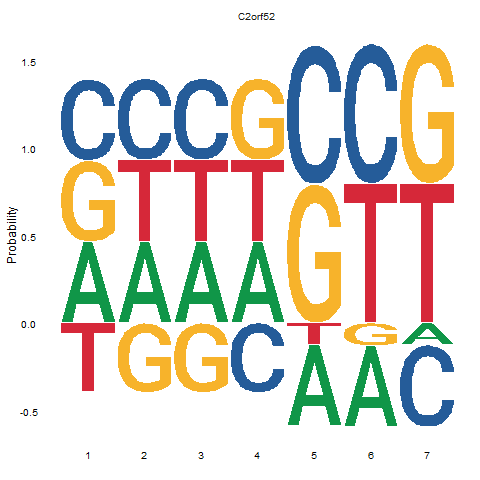 C2orf52
Probability
1.5
1.0
0.5
0.0
-0.5
C C C G C C G
G T T T G T T
A A A A T G A
T G G C A A C
1 2 3 4 5 6 7